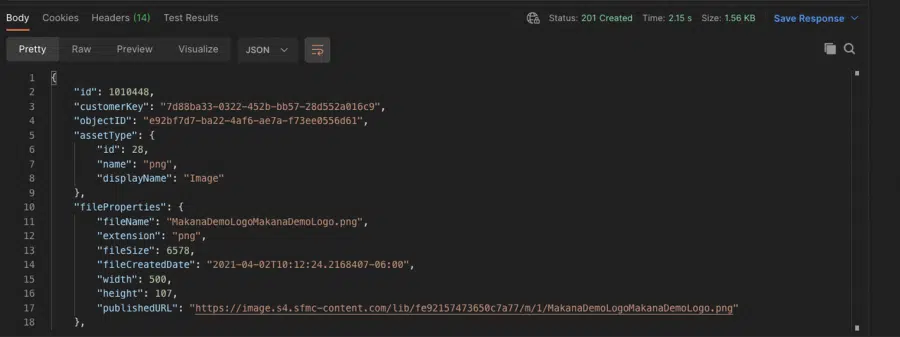 Body Cookies Headers (14) Test Results Status: 201 Created Time: 2.15 s Size: 1.56 KB Save Response
Pretty Raw Preview Visualize JSON
1 {
2 "id": 1010448,
3 "customerKey": "7d88ba33-0322-452b-bb57-28d552a016c9",
4 "objectID": "e92bf7d7-ba22-4af6-ae7a-f73ee0556d61",
5 "assetType": {
6 "id": 28,
7 "name": "png",
8 "displayName": "Image"
9 },
10 "fileProperties": {
11 "fileName": "MakanaDemoLogoMakanaDemoLogo.png",
12 "extension": "png",
13 "fileSize": 6578,
14 "fileCreatedDate": "2021-04-02T10:12:24.2168407-06:00",
15 "width": 500,
16 "height": 107,
17 "publishedURL": "https://image.s4.sfmc-content.com/lib/fe92157473650c7a77/m/1/MakanaDemoLogoMakanaDemoLogo.png"
18 },